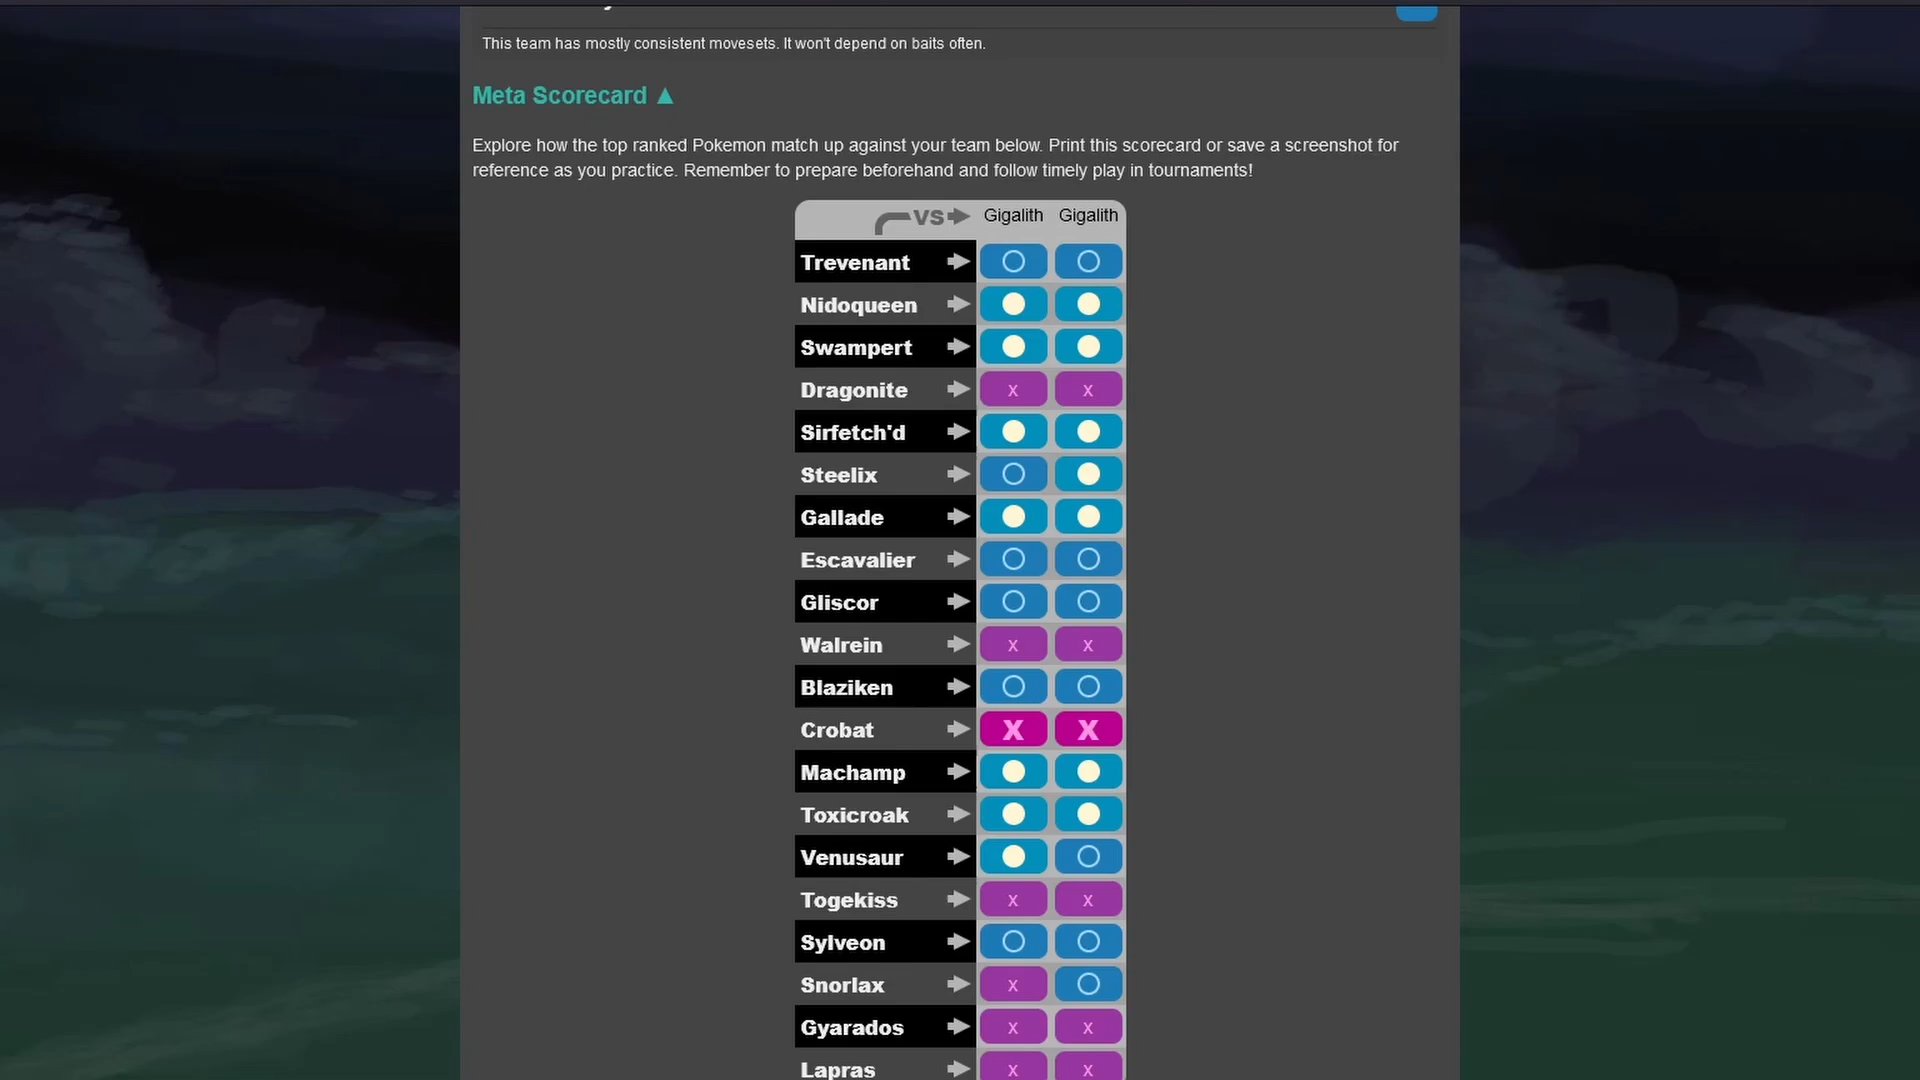 This team has mostly consistent movesets. It won't depend on baits often.
Meta Scorecard ▲
Explore how the top ranked Pokemon match up against your team below. Print this scorecard or save a screenshot for
reference as you practice. Remember to prepare beforehand and follow timely play in tournaments!
VS Gigalith Gigalith
Trevenant
Nidoqueen
Swampert
Dragonite x x
Sirfetch'd
Steelix
Gallade
Escavalier
Gliscor
Walrein x x
Blaziken
Crobat X X
Machamp
Toxicroak
Venusaur
Togekiss x x
Sylveon
Snorlax x
Gyarados x x
Lapras x x